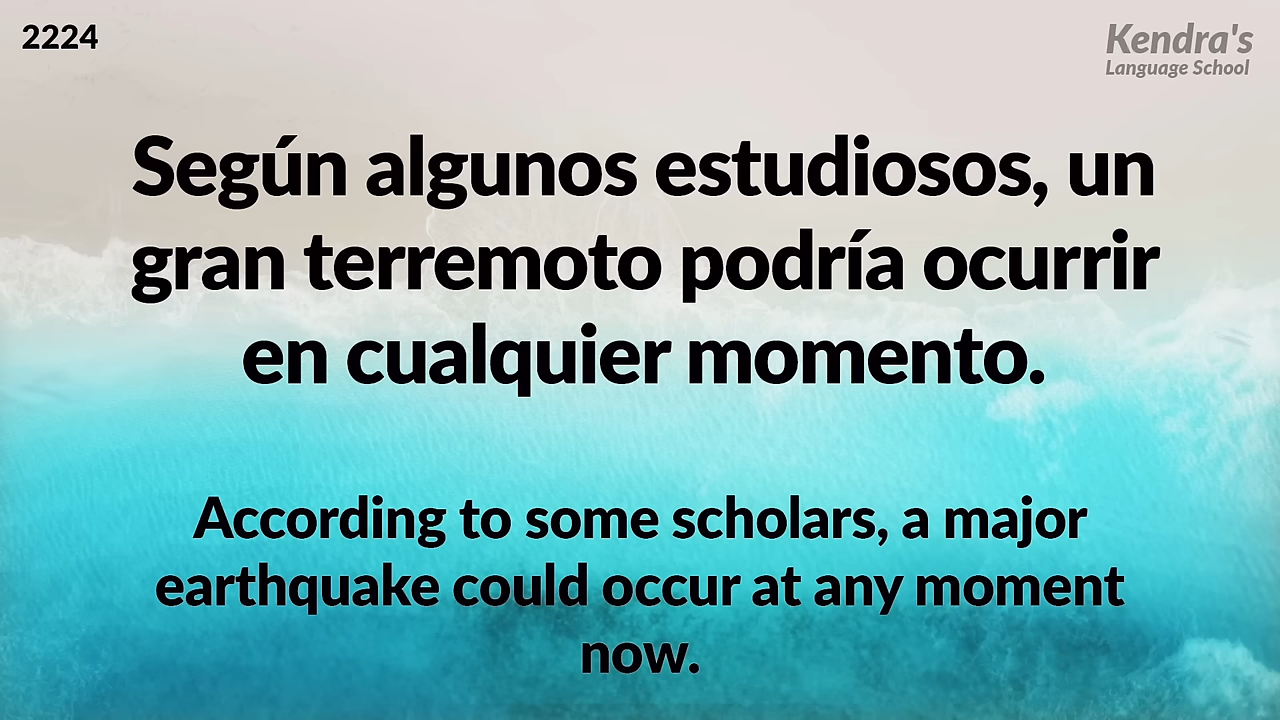 2224
Kendra's
Language School
Según algunos estudiosos, un
gran terremoto podría ocurrir
en cualquier momento.
According to some scholars, a major
earthquake could occur at any moment
now.